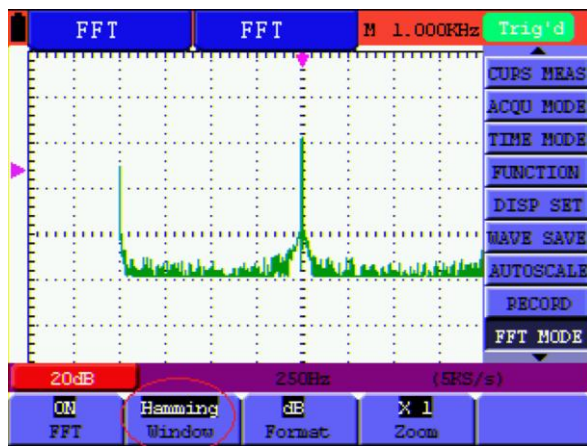 FFT
FFT
M 1.000KHz
Trig'd
CURS MEAS
ACQU MODE
TIME MODE
FUNCTION
DISP SET
WAVE SAVE
AUTOSCALE
RECORD
FFT MODE
20dB
250Hz
(5KS/s)
ON
FFT
Hamming
Window
dB
Format
X 1
Zoom